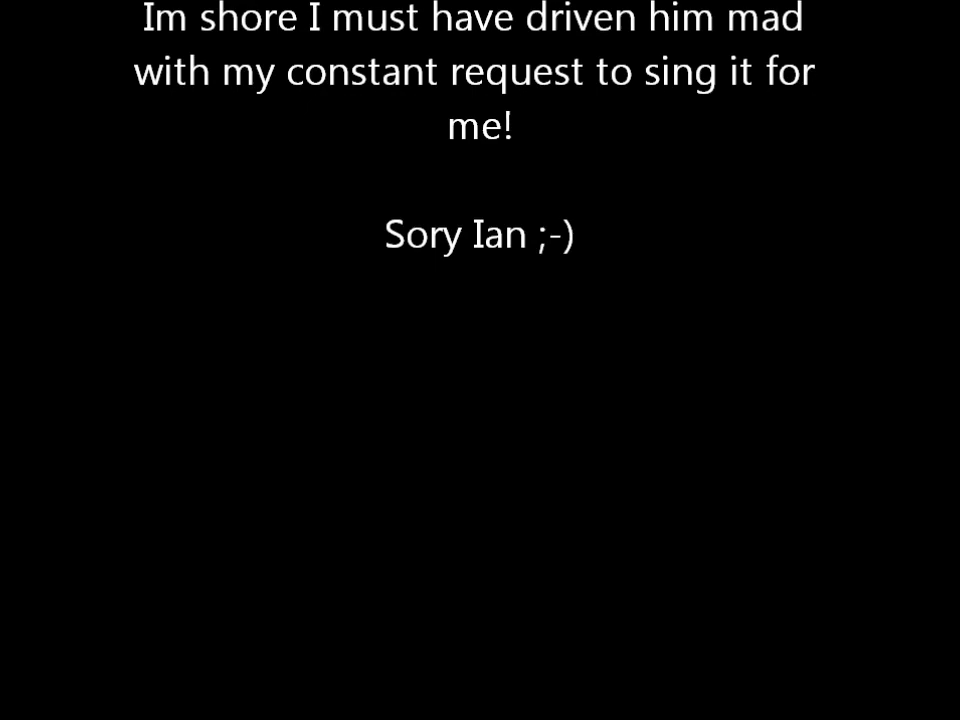 Im shore I must have driven him mad
with my constant request to sing it for
me!
Sory Ian ;-)